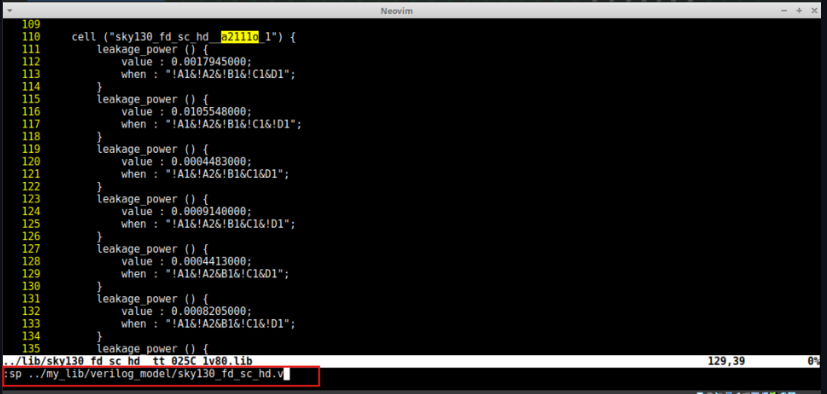 Neovim
109
110 cell ("sky130_fd_sc_hd__a2111o_1") {
111 leakage_power () {
112 value : 0.0017945000;
113 when : "!A1&!A2&!B1&!C1&D1";
114 }
115 leakage_power () {
116 value : 0.0105548000;
117 when : "!A1&!A2&!B1&!C1&!D1";
118 }
119 leakage_power () {
120 value : 0.0004483000;
121 when : "!A1&!A2&!B1&C1&D1";
122 }
123 leakage_power () {
124 value : 0.0009140000;
125 when : "!A1&!A2&!B1&C1&!D1";
126 }
127 leakage_power () {
128 value : 0.0004413000;
129 when : "!A1&!A2&B1&!C1&D1";
130 }
131 leakage_power () {
132 value : 0.0008205000;
133 when : "!A1&!A2&B1&!C1&!D1";
134 }
135 leakage_power () {
../lib/sky130_fd_sc_hd__tt_025C_1v80.lib 129,39 0%
:sp ../my_lib/verilog_model/sky130_fd_sc_hd.v